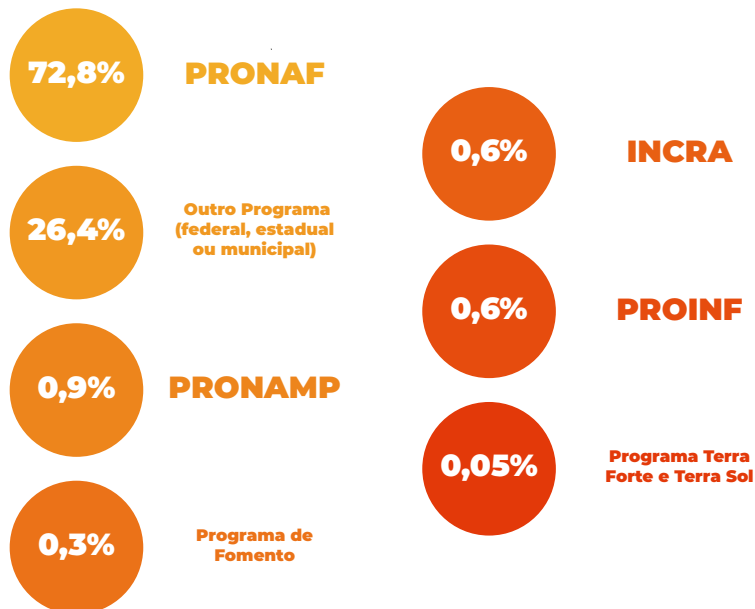 72,8%
PRONAF
26,4%
Outro Programa
(federal, estadual
ou municipal)
0,9%
PRONAMP
0,3%
Programa de
Fomento
0,6%
INCRA
0,6%
PROINF
0,05%
Programa Terra
Forte e Terra Sol